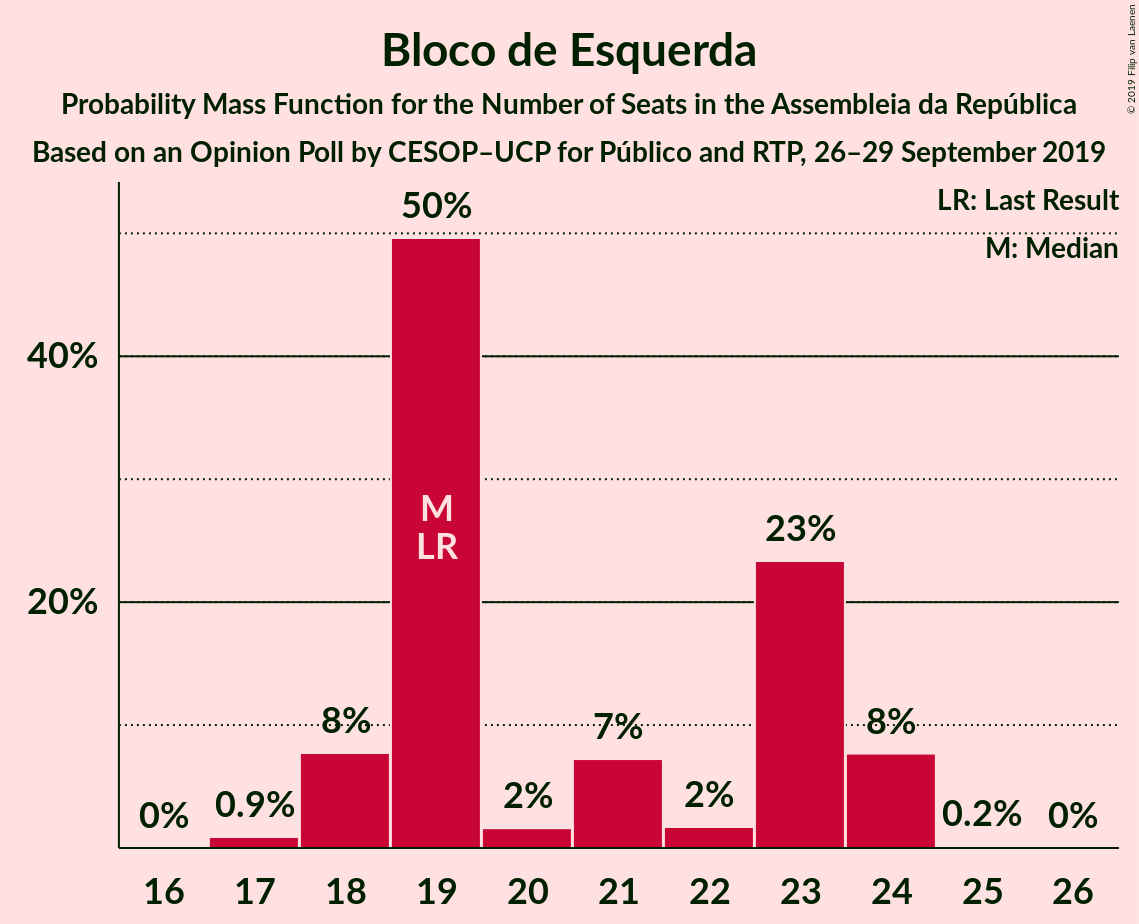 Bloco de Esquerda
Probability Mass Function for the Number of Seats in the Assembleia da República
Based on an Opinion Poll by CESOP–UCP for Público and RTP, 26–29 September 2019
© 2019 Filip van Laenen
LR: Last Result
M: Median
50%
40%
20%
M
LR
0%
0.9%
8%
2%
7%
2%
23%
8%
0.2%
0%
16 17 18 19 20 21 22 23 24 25 26